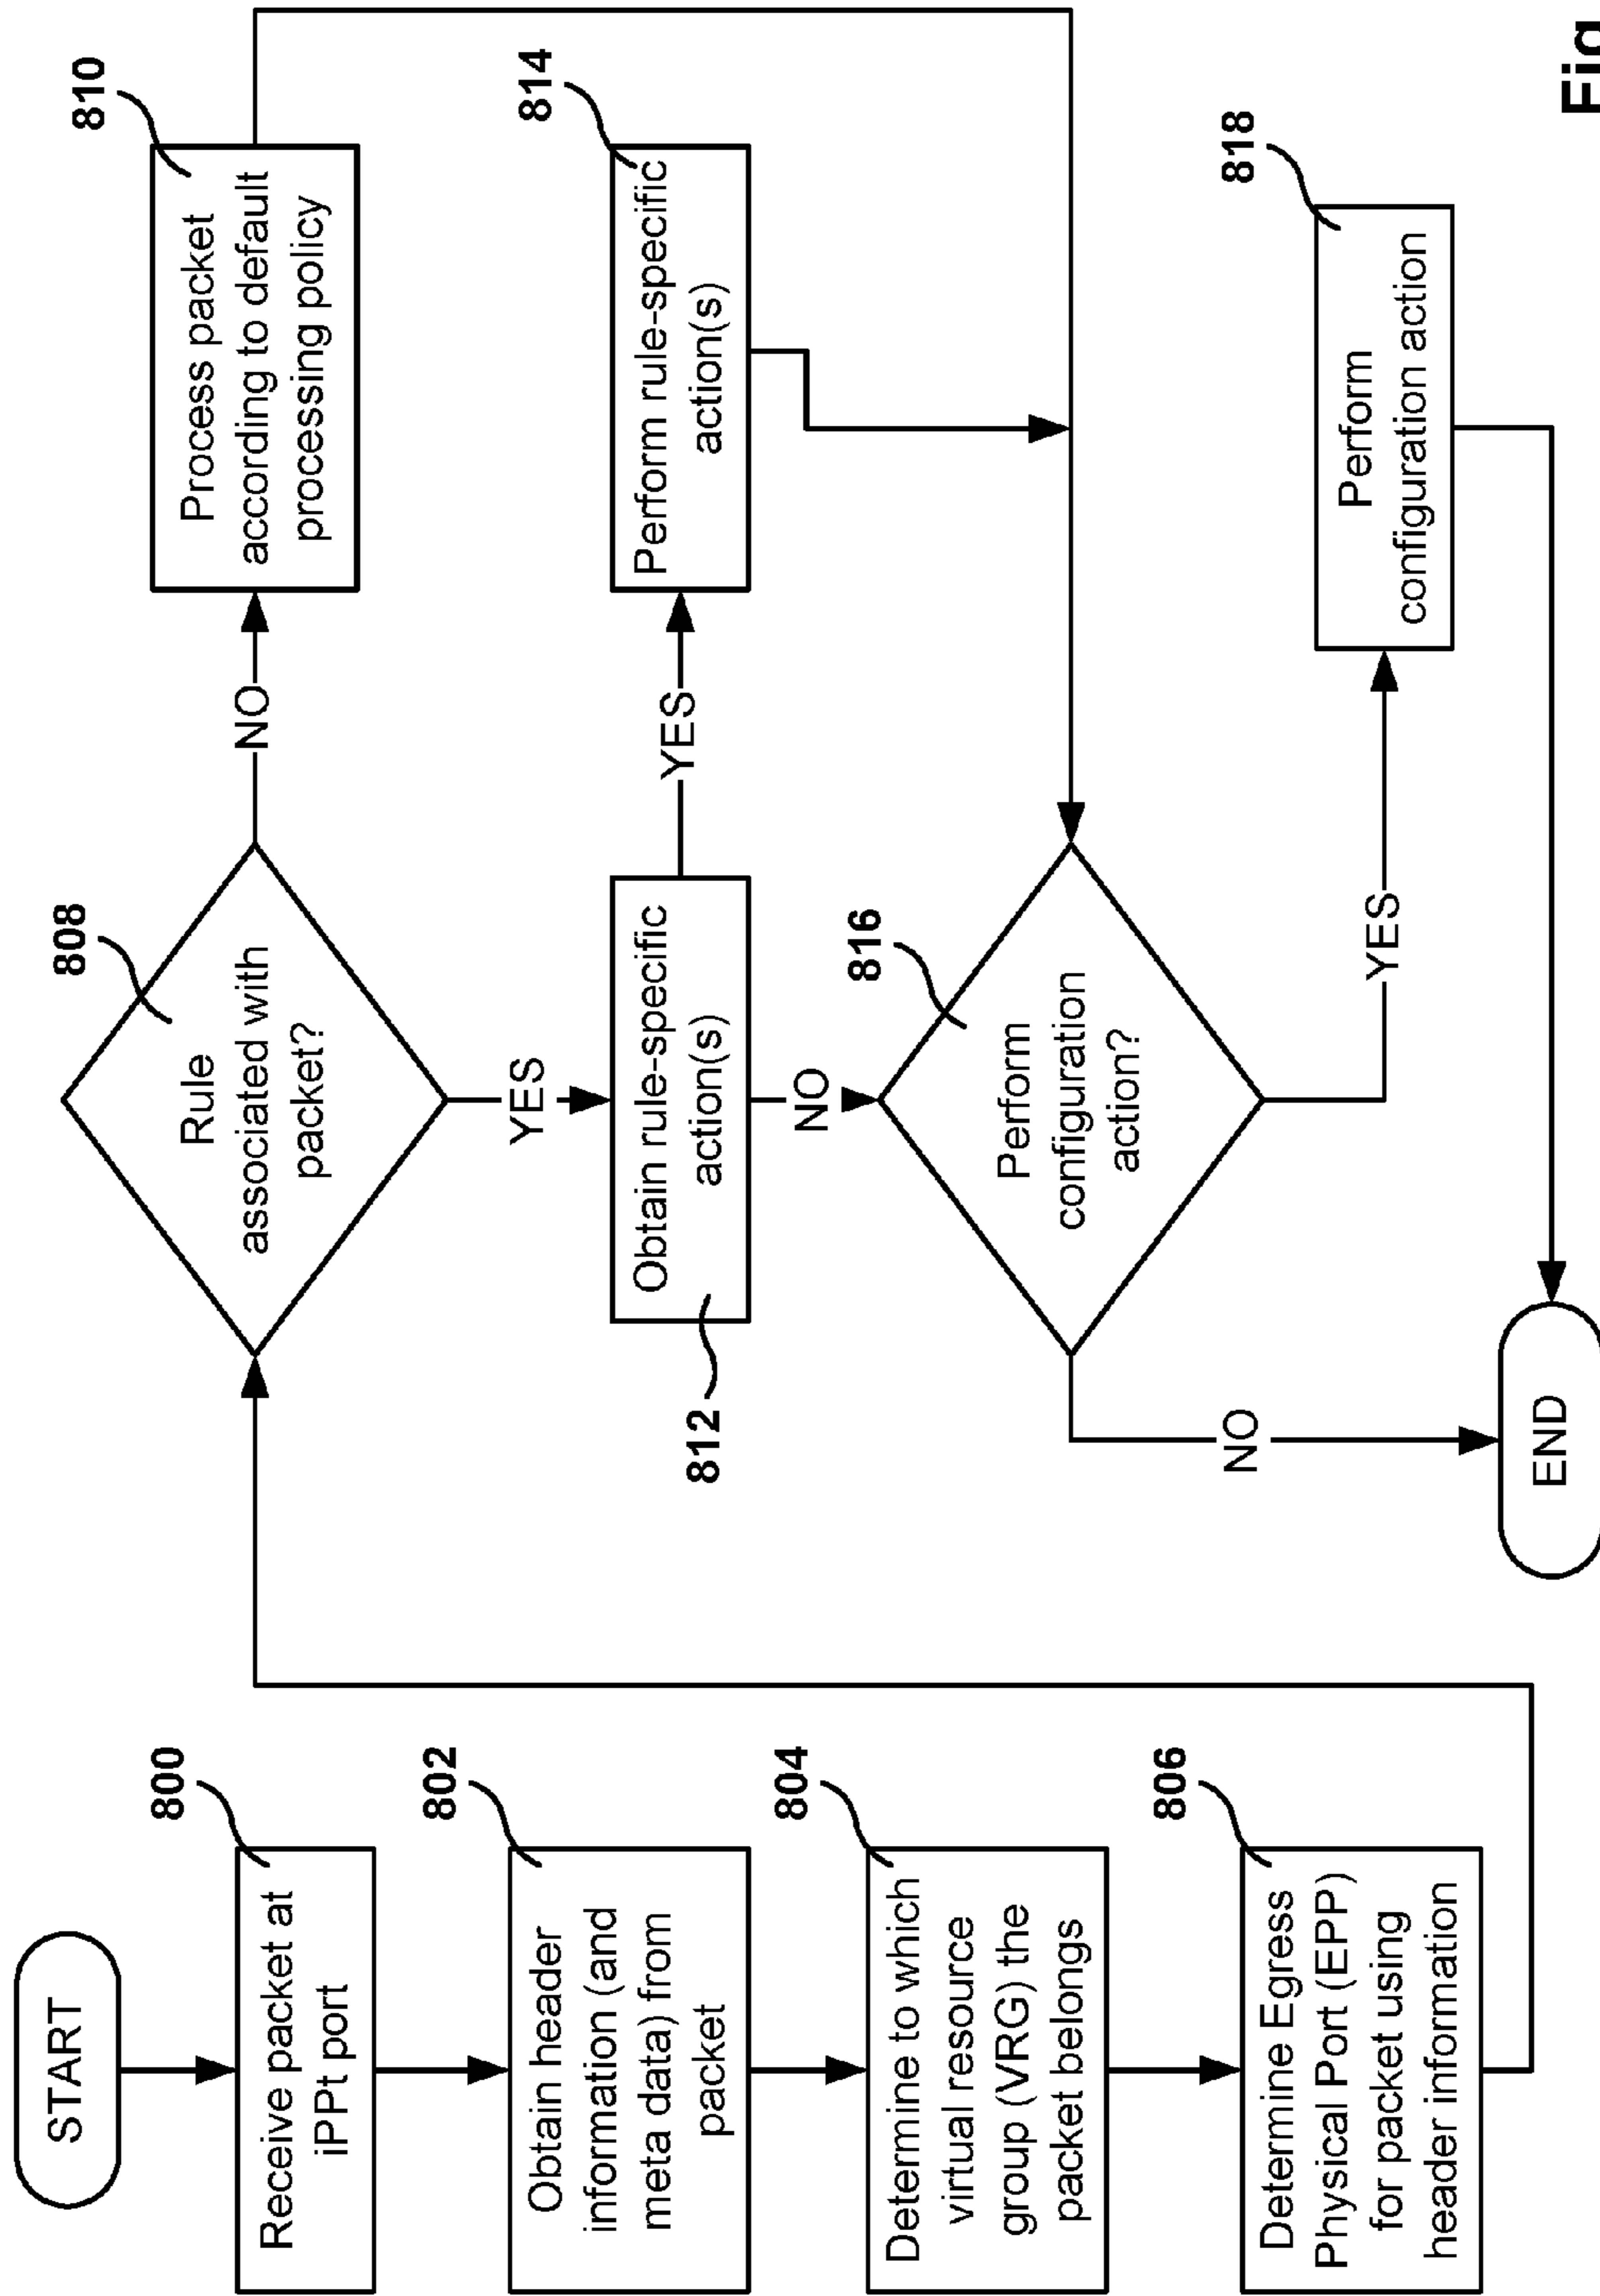 START
800
Receive packet at
iPPt port
802
Obtain header
information (and
meta data) from
packet
804
Determine to which
virtual resource
group (VRG) the
packet belongs
806
Determine Egress
Physical Port (EPP)
for packet using
header information
808
Rule
associated with
packet?
NO
810
Process packet
according to default
processing policy
YES
812
Obtain rule-specific
action(s)
YES
814
Perform rule-specific
action(s)
NO
816
Perform
configuration
action?
YES
818
Perform
configuration action
NO
END
Fig